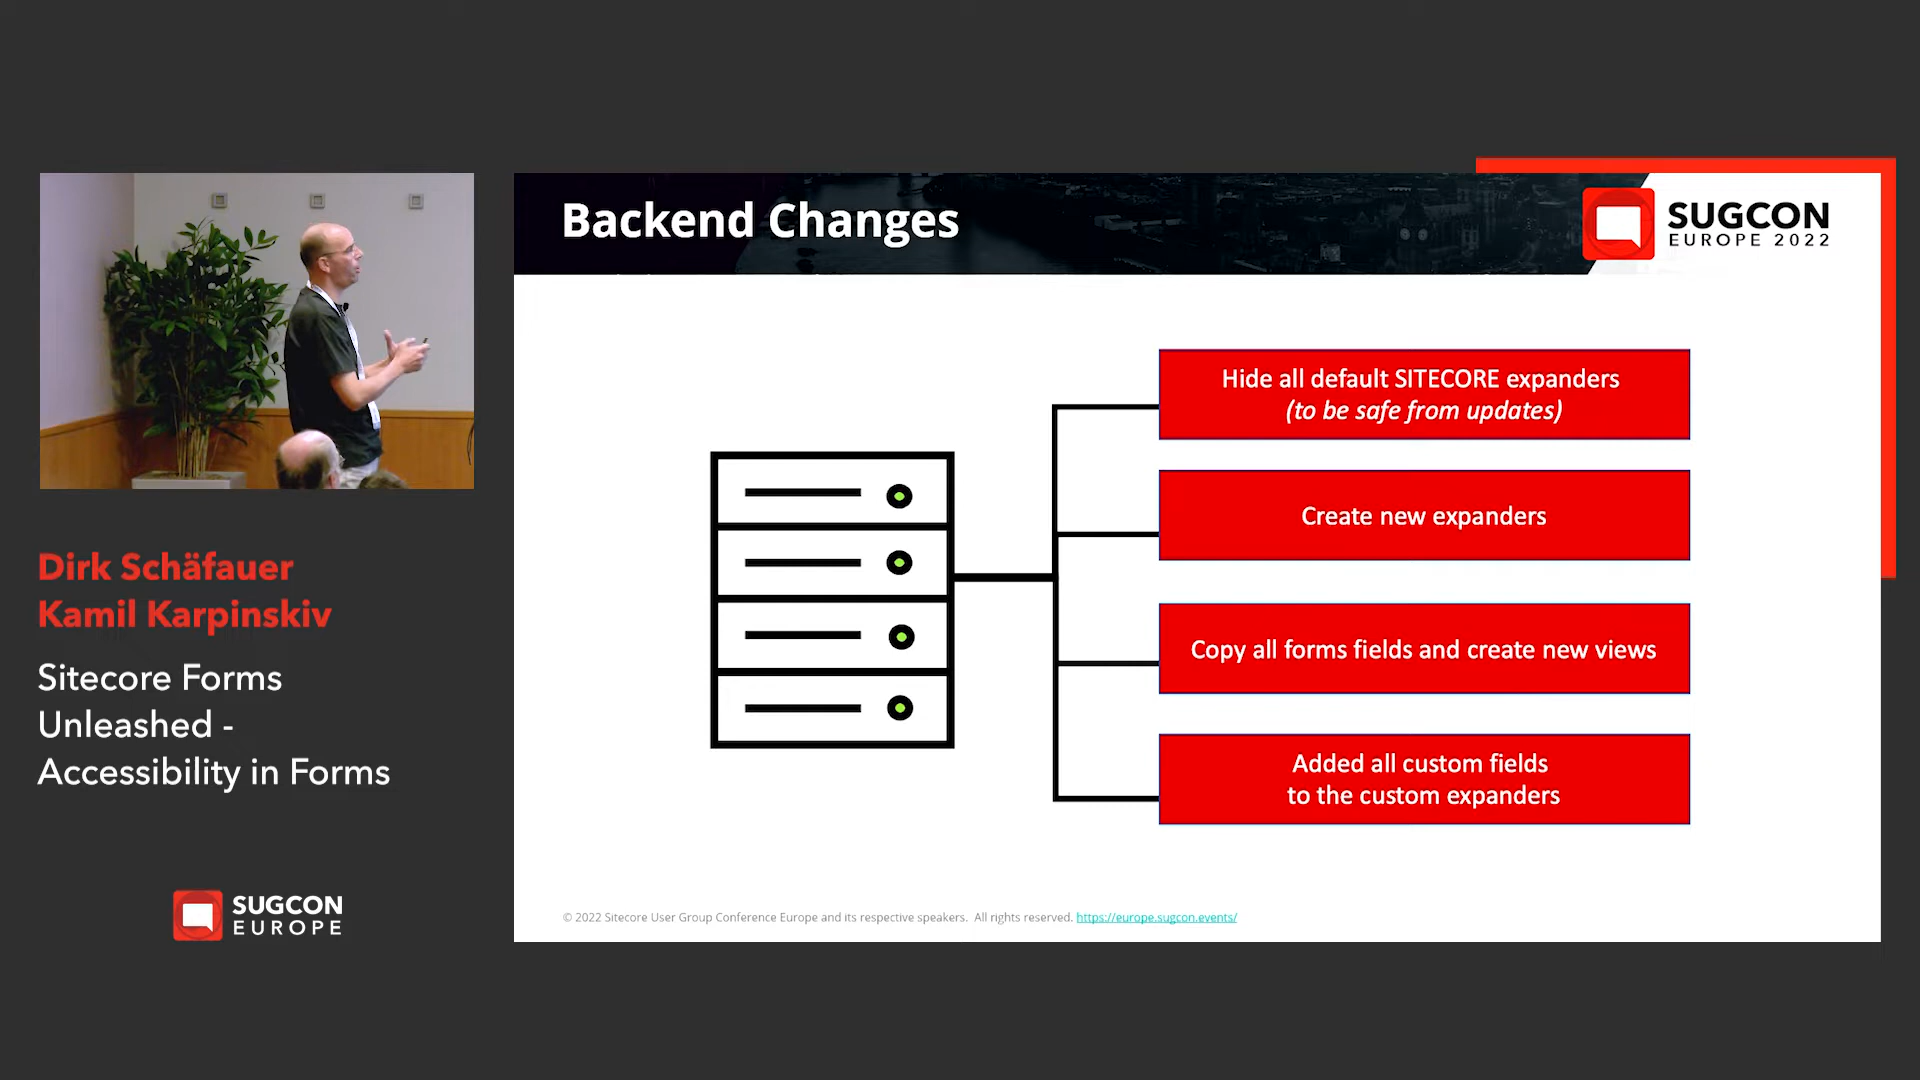 Backend Changes
SUGCON
EUROPE 2022
Hide all default SITECORE expanders
(to be safe from updates)
Create new expanders
Copy all forms fields and create new views
Added all custom fields
to the custom expanders
© 2022 Sitecore User Group Conference Europe and its respective speakers. All rights reserved. https://europe.sugcon.events/
Dirk Schäfauer
Kamil Karpinskiv
Sitecore Forms
Unleashed -
Accessibility in Forms
SUGCON
EUROPE